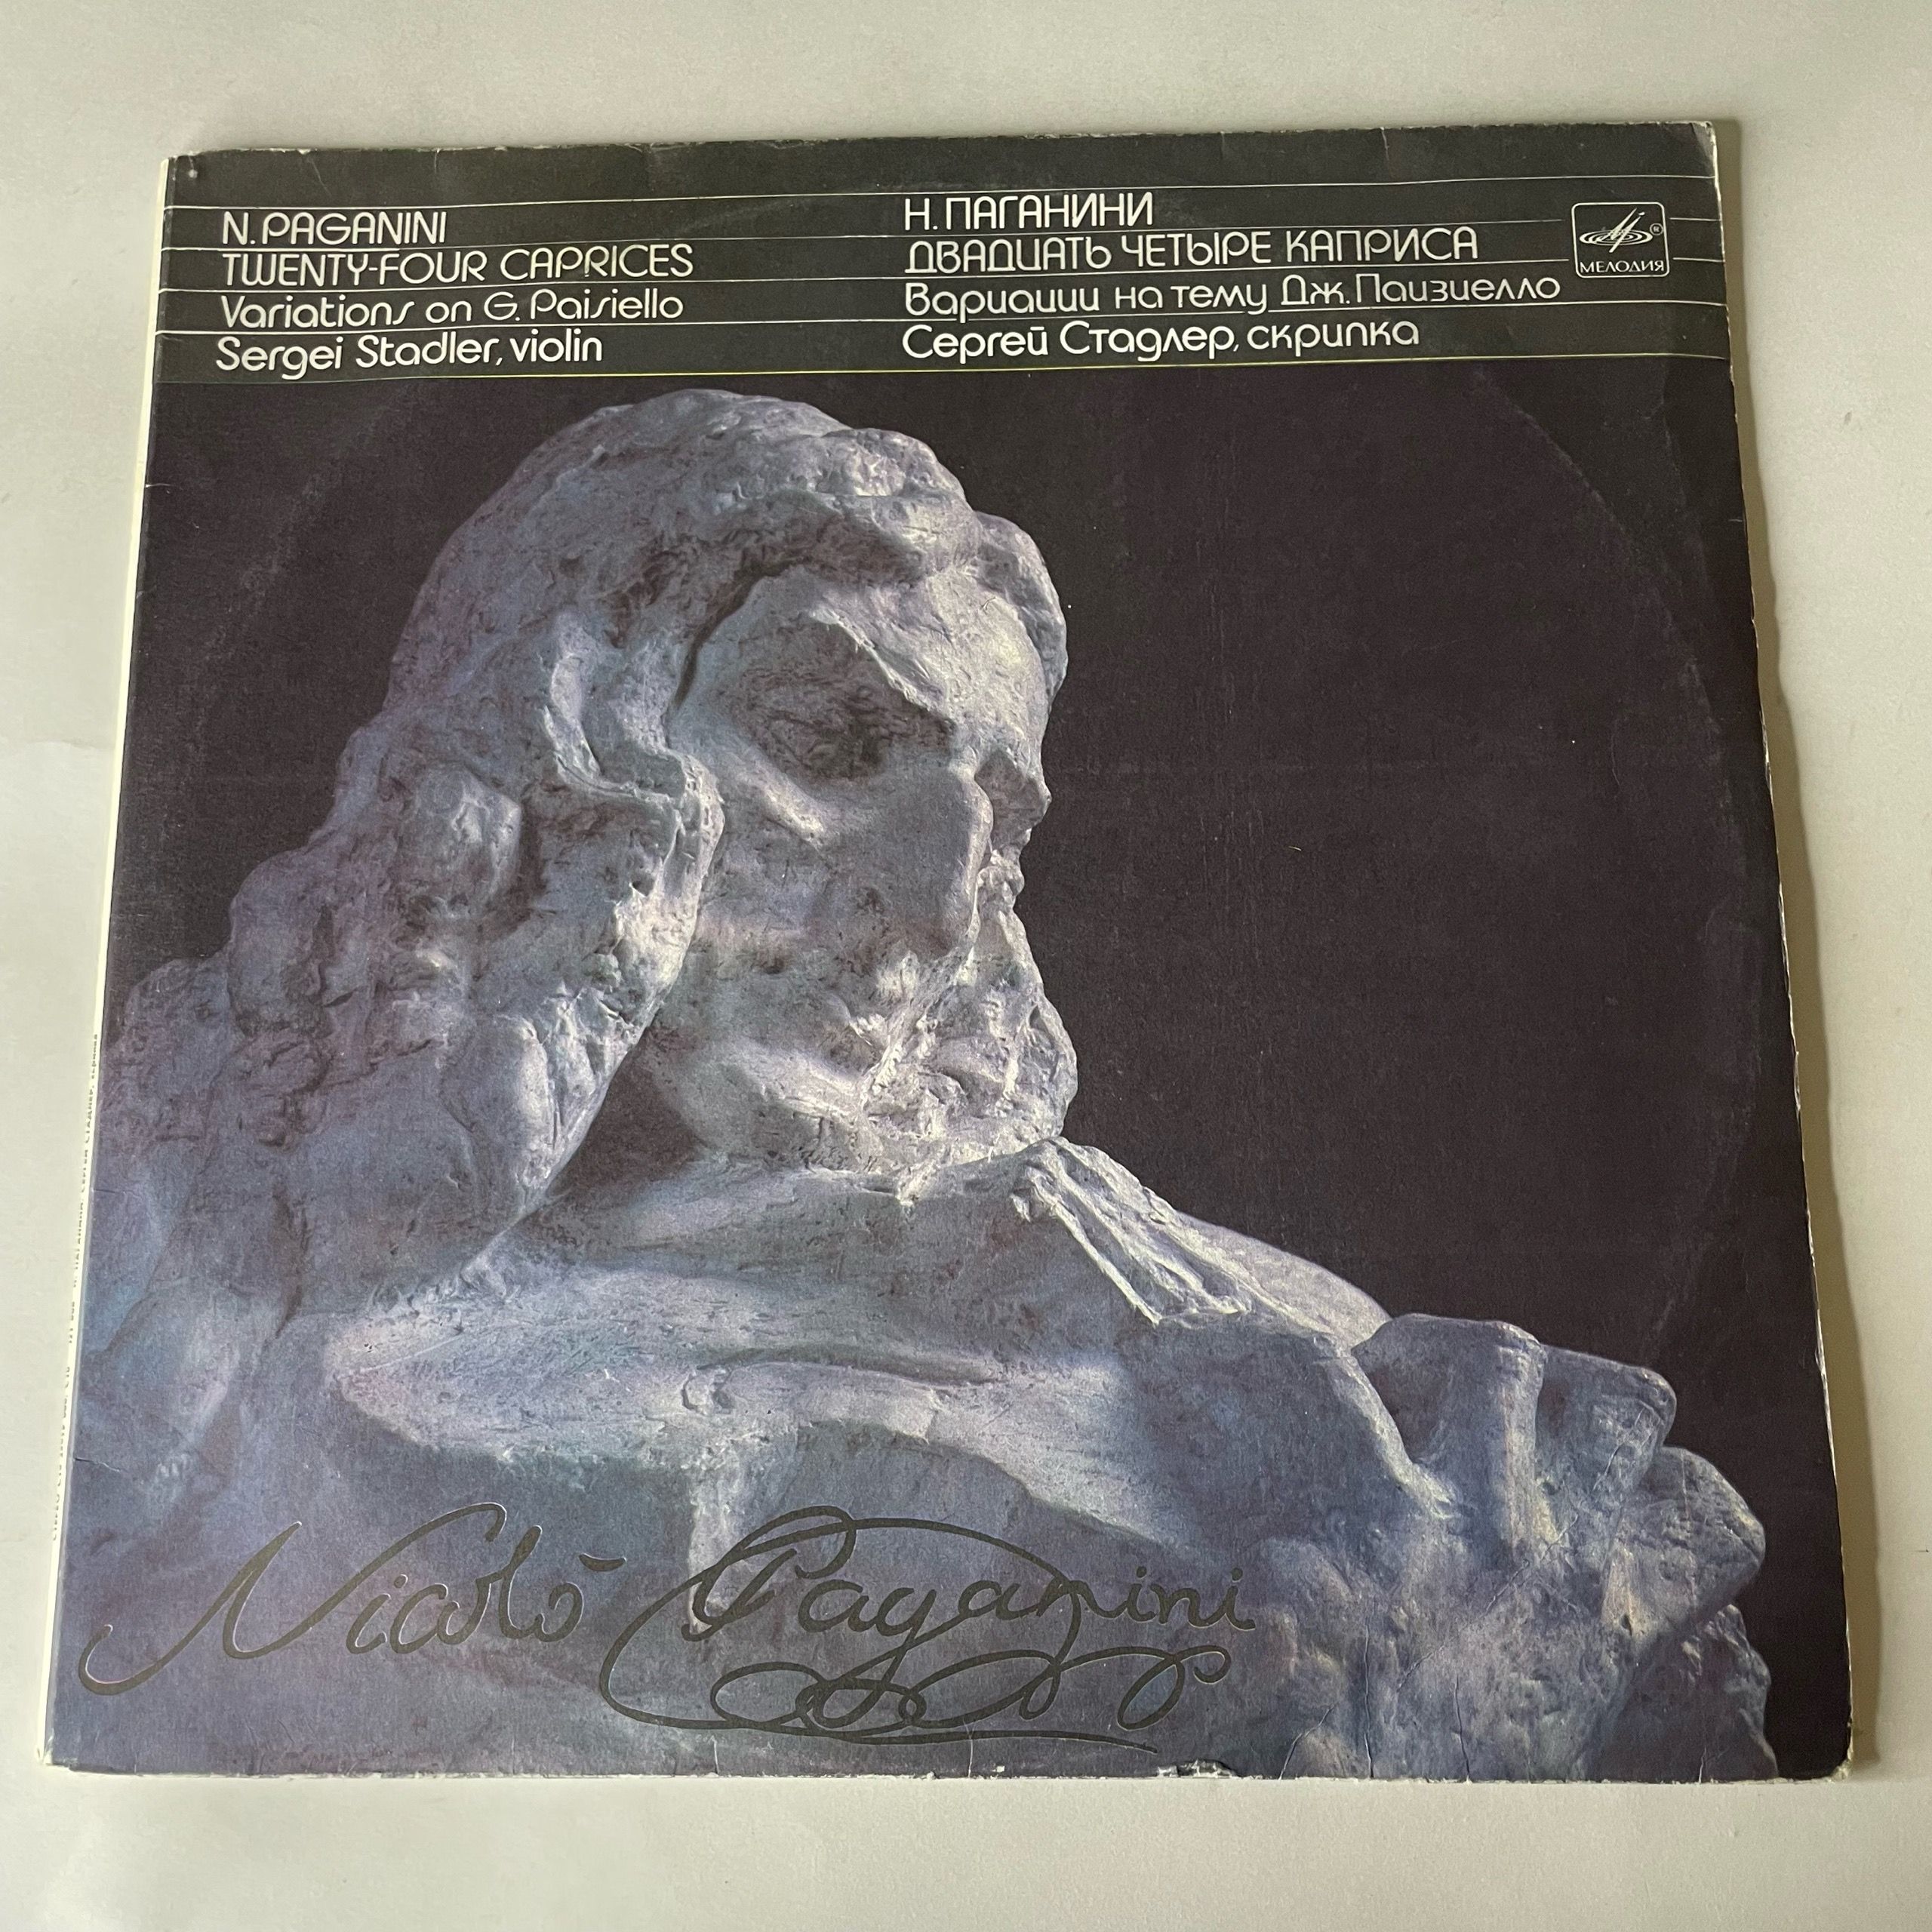 N. PAGANINI
TWENTY-FOUR CAPRICES
Variations on G. Paisiello
Sergei Stadler, violin
Н. ПАГАНИНИ
ДВАДЦАТЬ ЧЕТЫРЕ КАПРИСА
Вариации на тему Дж. Паизиелло
Сергей Стадлер, скрипка
®
МЕЛОДИЯ
Nicolò Paganini